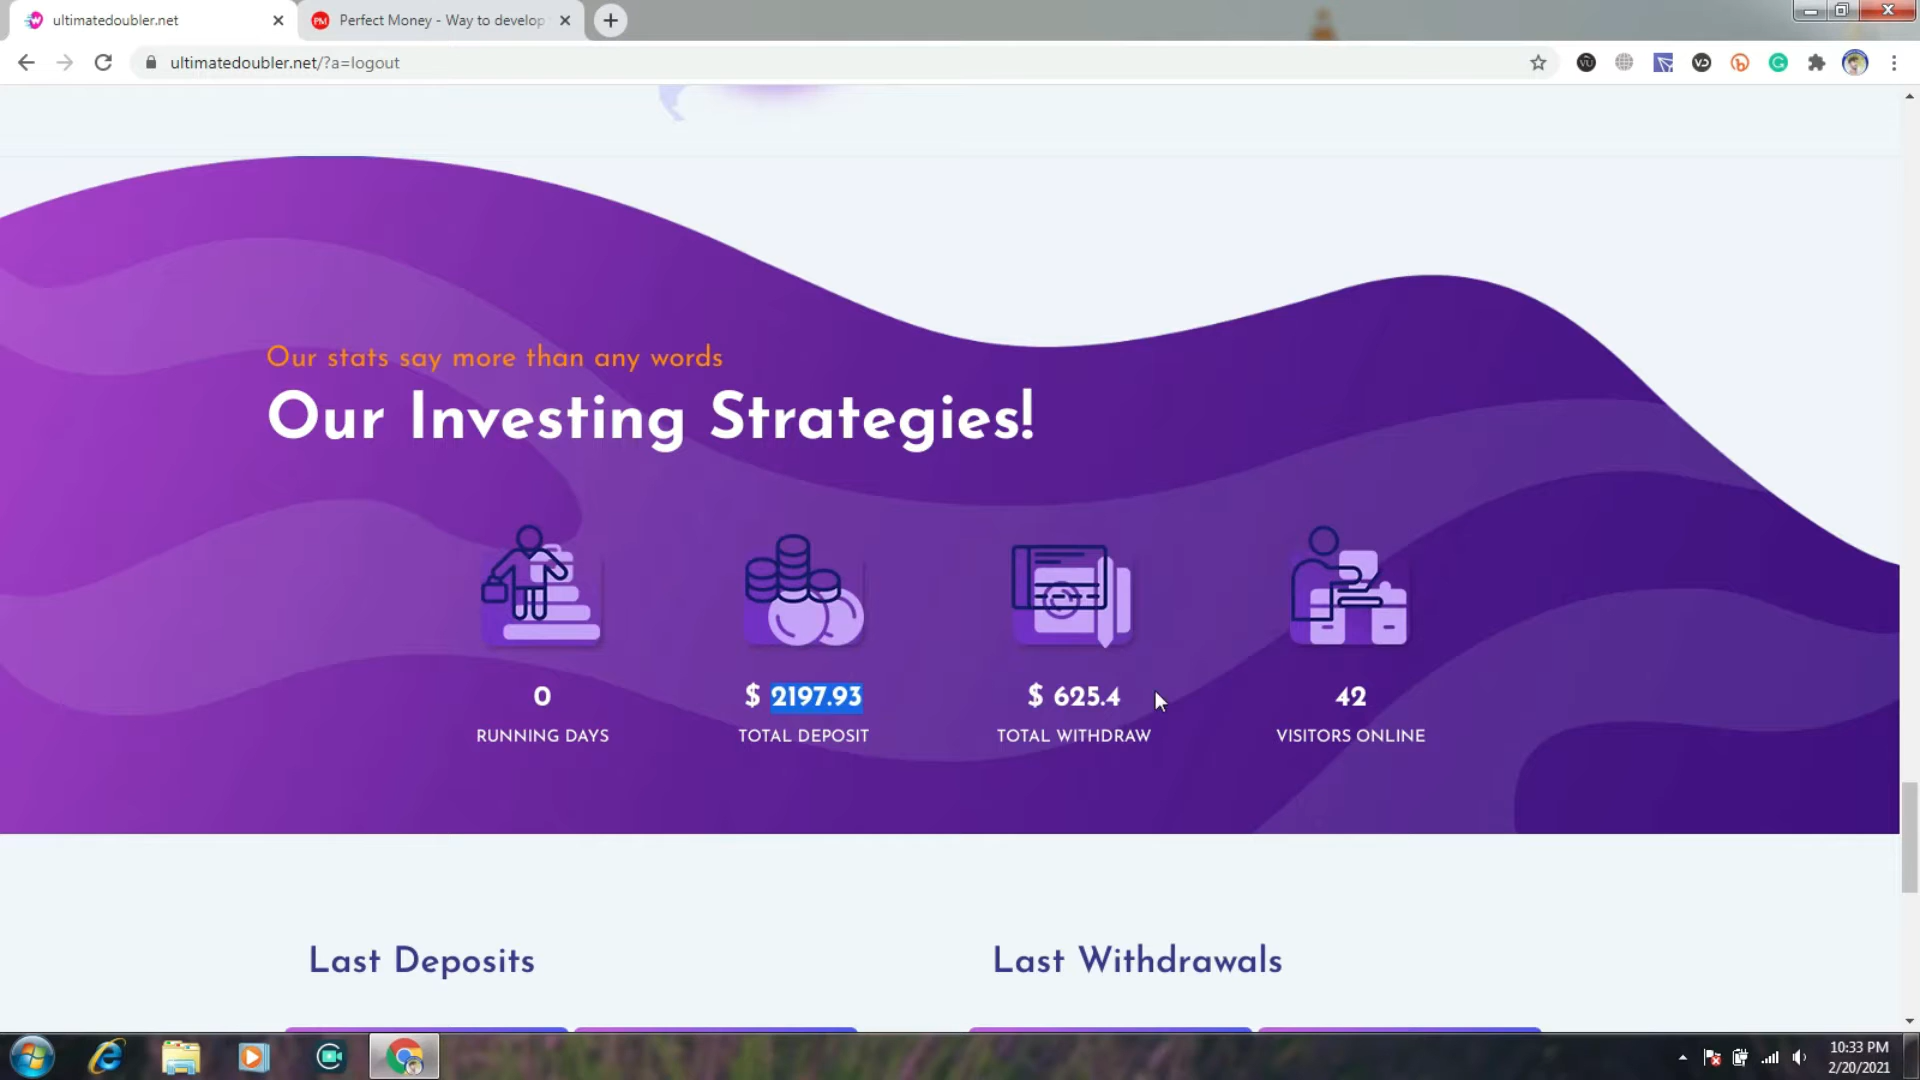 ultimatedoubler.net
Perfect Money - Way to develop
ultimatedoubler.net/?a=logout
Our stats say more than any words
Our Investing Strategies!
0
RUNNING DAYS
$ 2197.93
TOTAL DEPOSIT
$ 625.4
TOTAL WITHDRAW
42
VISITORS ONLINE
Last Deposits
Last Withdrawals
10:33 PM
2/20/2021